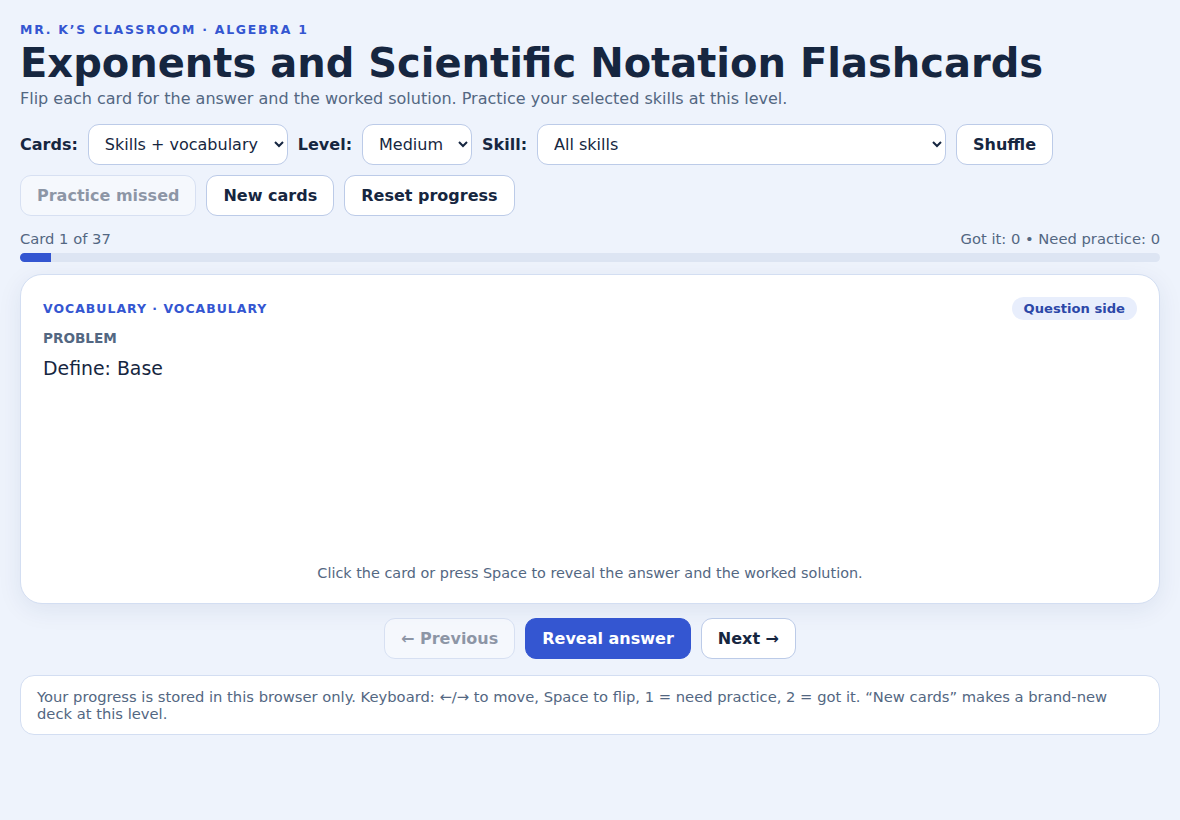 MR. K’S CLASSROOM · ALGEBRA 1
Exponents and Scientific Notation Flashcards
Flip each card for the answer and the worked solution. Practice your selected skills at this level.
Cards: Skills + vocabulary Level: Medium Skill: All skills Shuffle
Practice missed New cards Reset progress
Card 1 of 37 Got it: 0 • Need practice: 0
VOCABULARY · VOCABULARY Question side
PROBLEM
Define: Base
Click the card or press Space to reveal the answer and the worked solution.
← Previous Reveal answer Next →
Your progress is stored in this browser only. Keyboard: ←/→ to move, Space to flip, 1 = need practice, 2 = got it. “New cards” makes a brand-new
deck at this level.